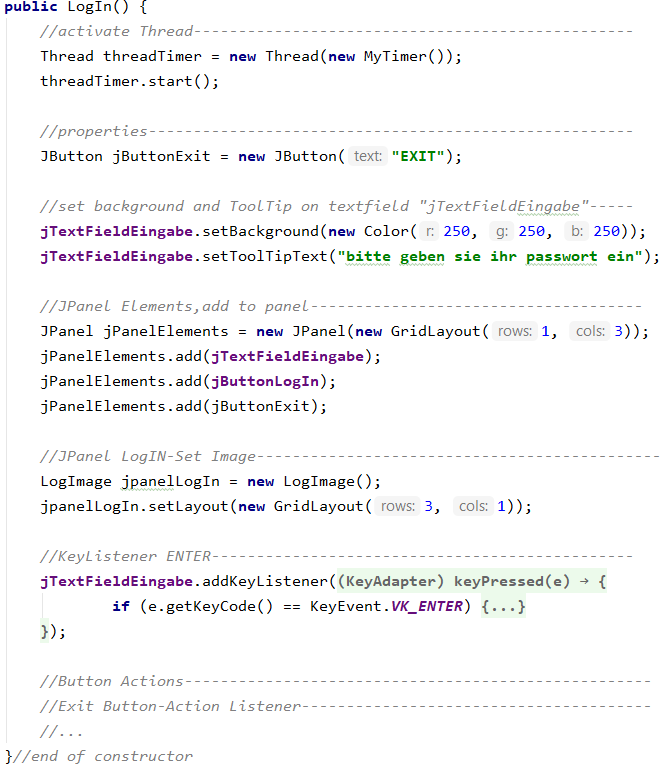 public LogIn() {
//activate Thread-------------------------------------------------
Thread threadTimer = new Thread(new MyTimer());
threadTimer.start();
//properties------------------------------------------------------
JButton jButtonExit = new JButton( text: "EXIT");
//set background and ToolTip on textfield "jTextFieldEingabe"-----
jTextFieldEingabe.setBackground(new Color( r: 250, g: 250, b: 250));
jTextFieldEingabe.setToolTipText("bitte geben sie ihr passwort ein");
//JPanel Elements,add to panel-------------------------------------
JPanel jPanelElements = new JPanel(new GridLayout( rows: 1, cols: 3));
jPanelElements.add(jTextFieldEingabe);
jPanelElements.add(jButtonLogIn);
jPanelElements.add(jButtonExit);
//JPanel LogIN-Set Image---------------------------------------------
LogImage jpanelLogIn = new LogImage();
jpanelLogIn.setLayout(new GridLayout( rows: 3, cols: 1));
//KeyListener ENTER-----------------------------------------------
jTextFieldEingabe.addKeyListener((KeyAdapter) keyPressed(e) → {
if (e.getKeyCode() == KeyEvent.VK_ENTER) {...}
});
//Button Actions----------------------------------------------------
//Exit Button-Action Listener---------------------------------------
//...
}//end of constructor